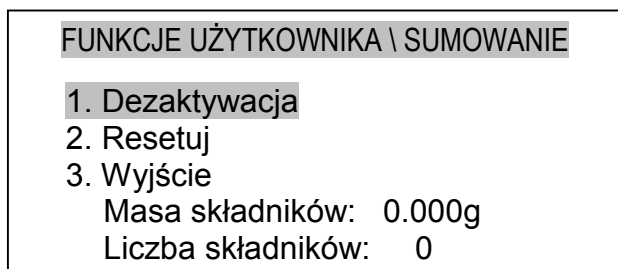 FUNKCJE UŻYTKOWNIKA \ SUMOWANIE
1. Dezaktywacja
2. Resetuj
3. Wyjście
Masa składników: 0.000g
Liczba składników: 0